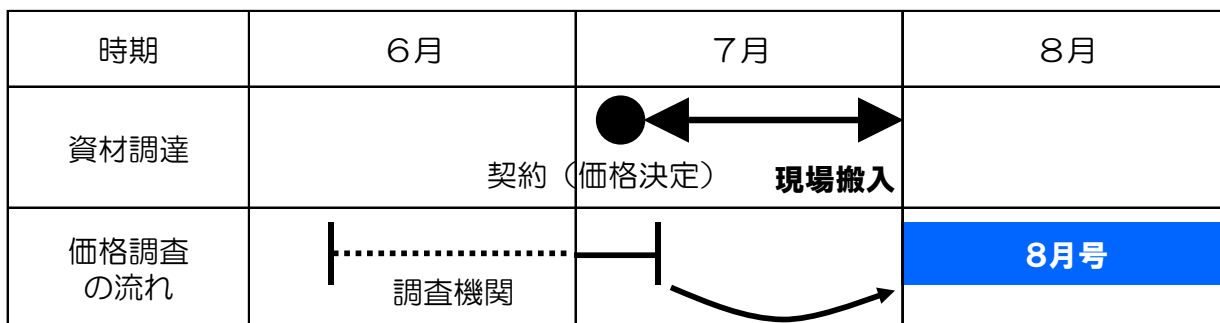 時期
６月
７月
８月
資材調達
契約（価格決定）
現場搬入
価格調査
の流れ
調査機関
8月号